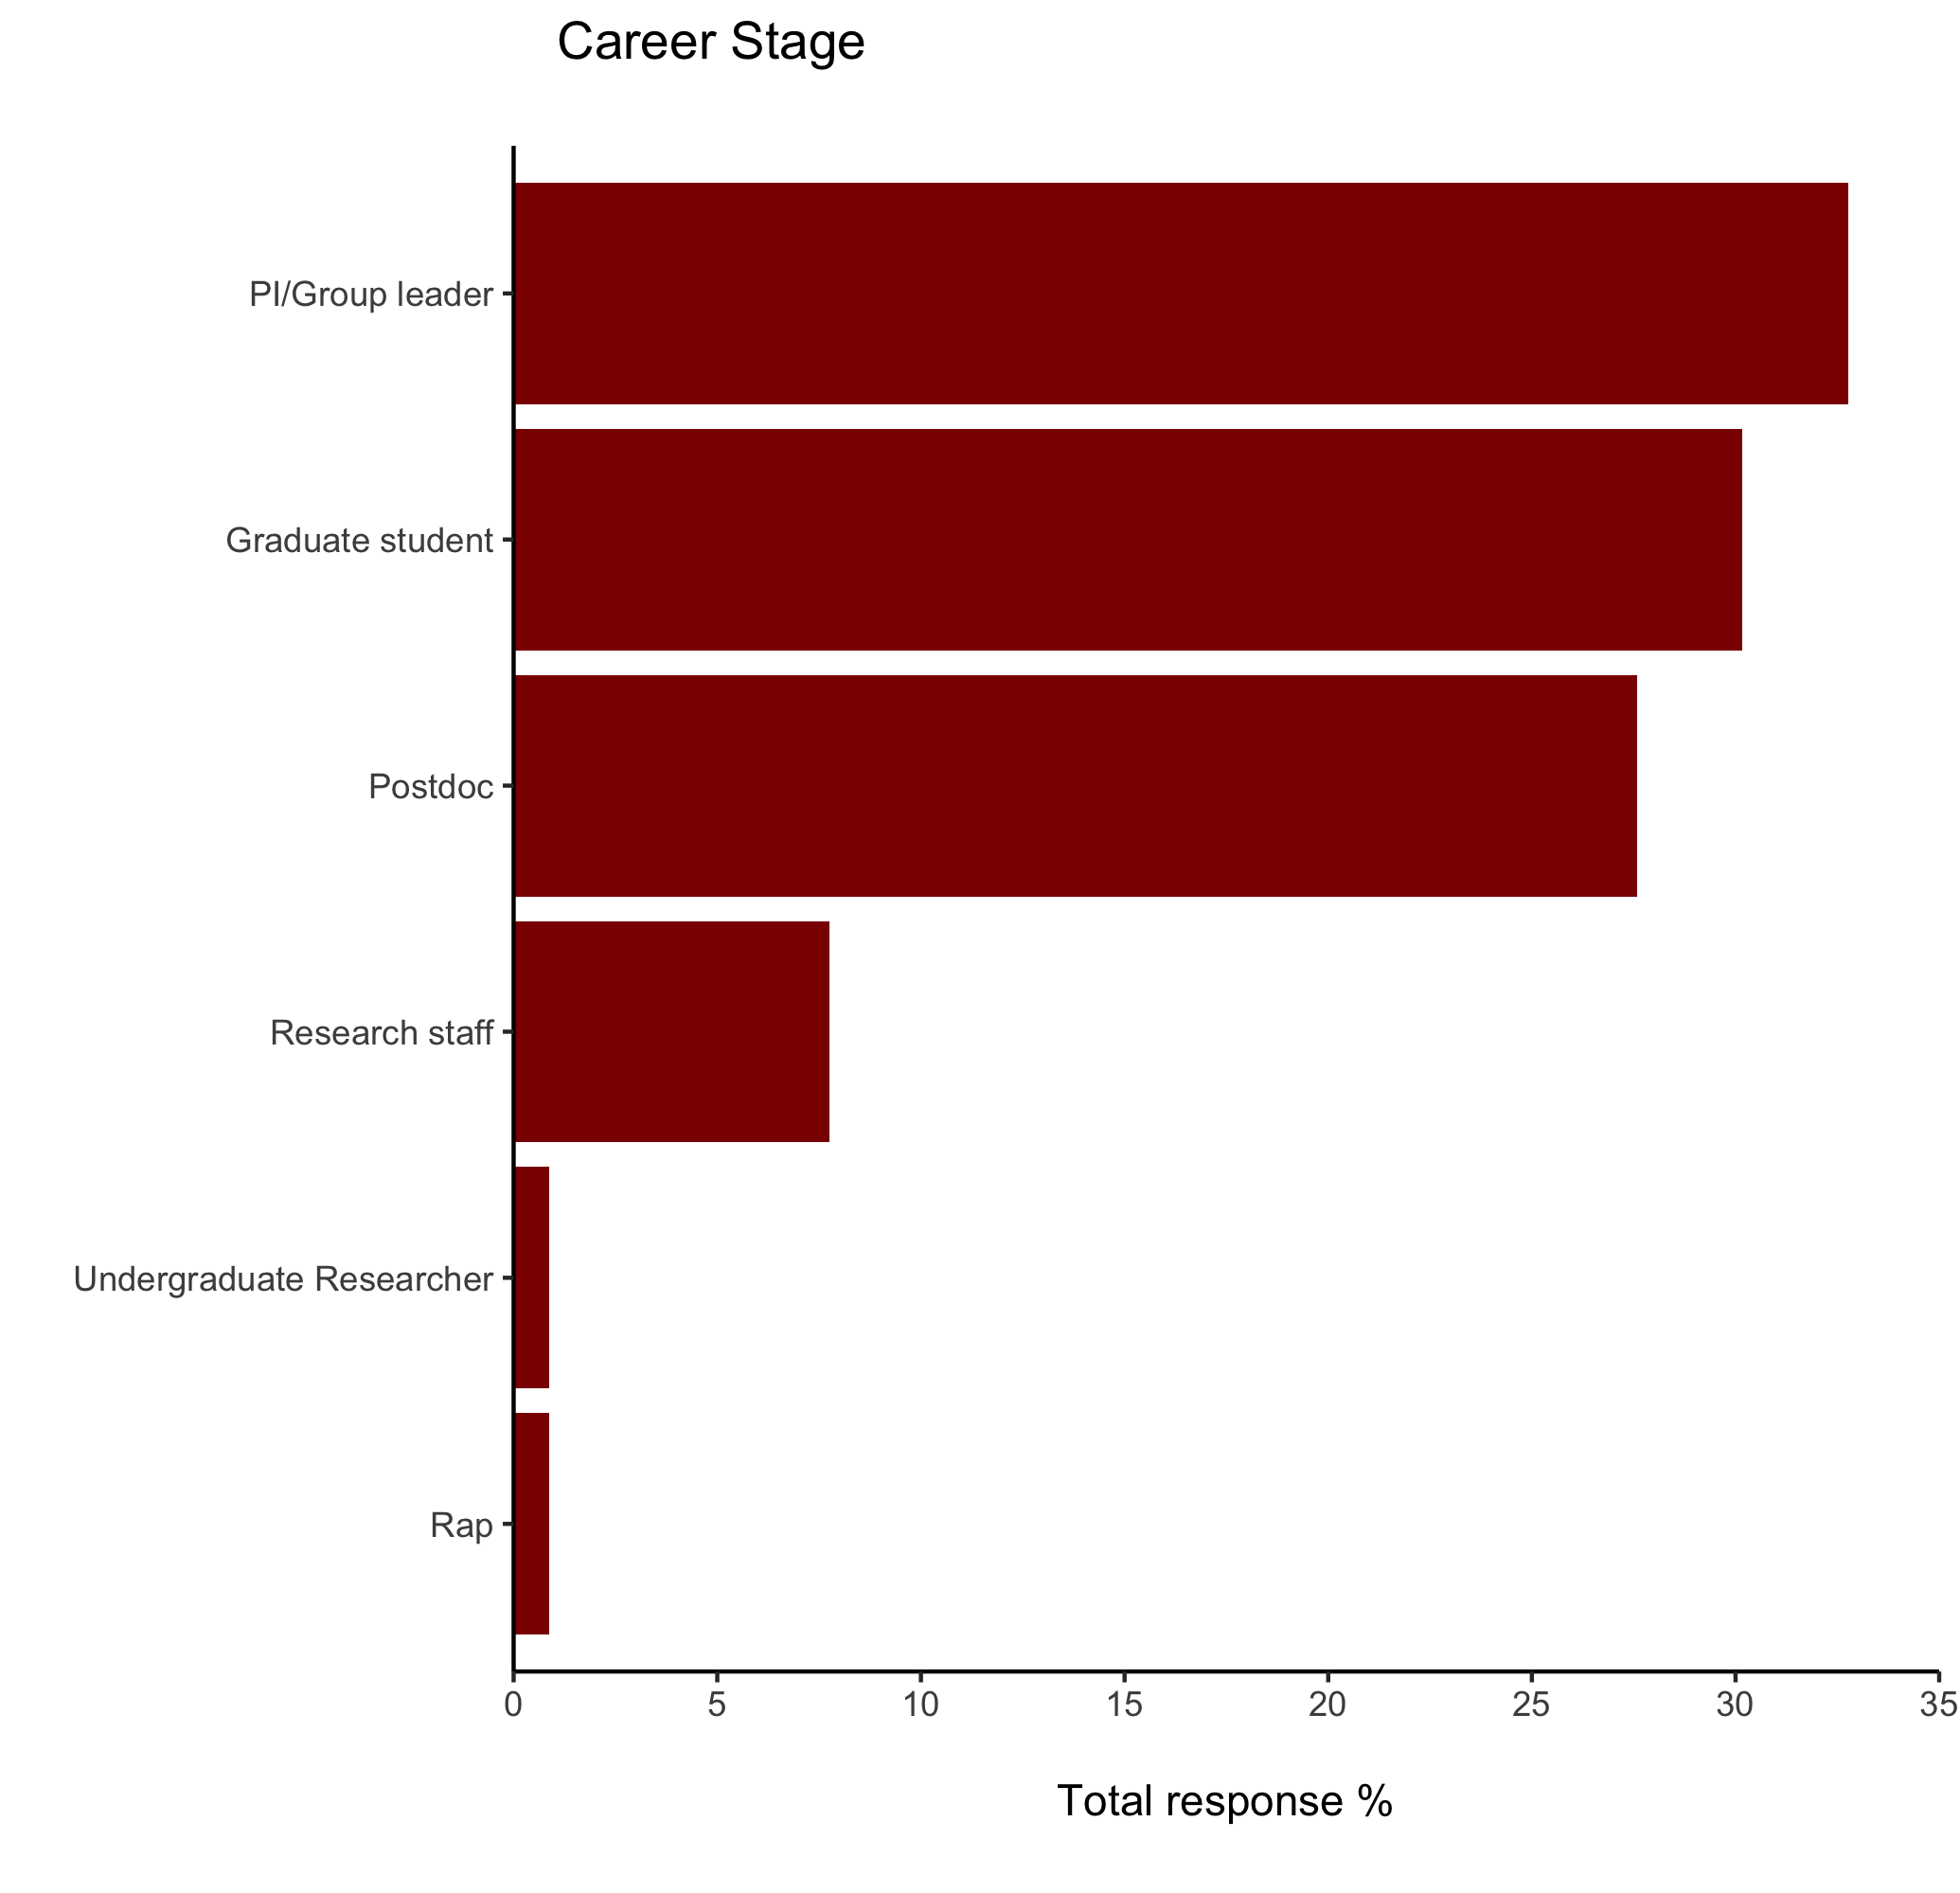 Career Stage
PI/Group leader
Graduate student
Postdoc
Research staff
Undergraduate Researcher
Rap
0 5 10 15 20 25 30 35
Total response %